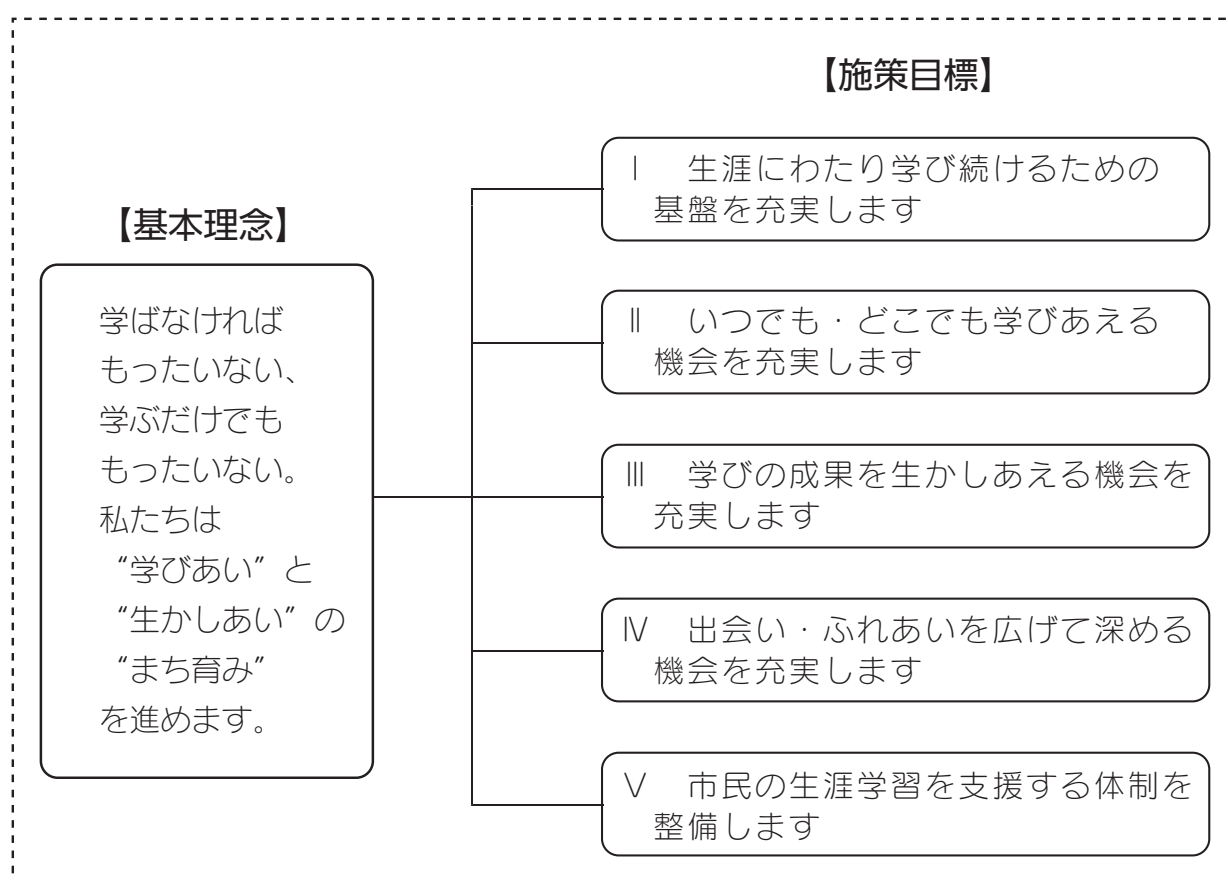 【基本理念】
学ばなければ
もったいない、
学ぶだけでも
もったいない。
私たちは
“学びあい”と
“生かしあい”の
“まち育み”
を進めます。
【施策目標】
Ⅰ　生涯にわたり学び続けるための
基盤を充実します
Ⅱ　いつでも・どこでも学びあえる
機会を充実します
Ⅲ　学びの成果を生かしあえる機会を
充実します
Ⅳ　出会い・ふれあいを広げて深める
機会を充実します
Ⅴ　市民の生涯学習を支援する体制を
整備します